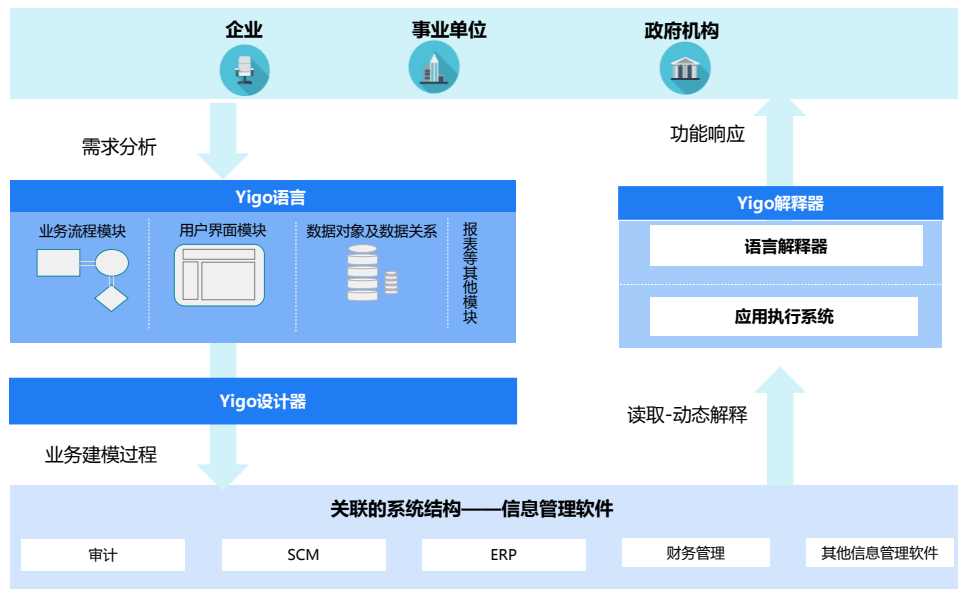 企业
事业单位
政府机构
需求分析
功能响应
Yigo语言
业务流程模块
用户界面模块
数据对象及数据关系
报表等其他模块
Yigo解释器
语言解释器
应用执行系统
Yigo设计器
业务建模过程
读取-动态解释
关联的系统结构——信息管理软件
审计
SCM
ERP
财务管理
其他信息管理软件